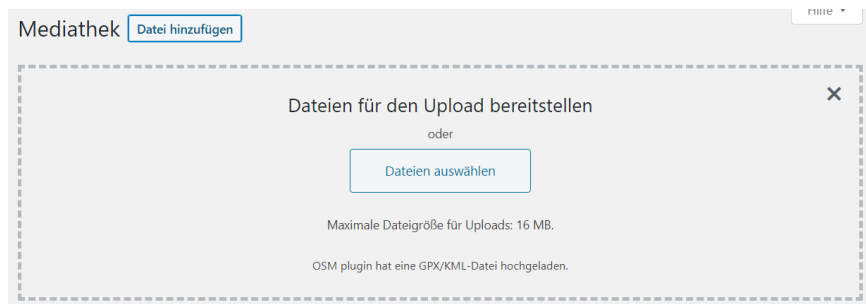 Hilfe
Mediathek Datei hinzufügen
Dateien für den Upload bereitstellen
oder
Dateien auswählen
Maximale Dateigröße für Uploads: 16 MB.
OSM plugin hat eine GPX/KML-Datei hochgeladen.